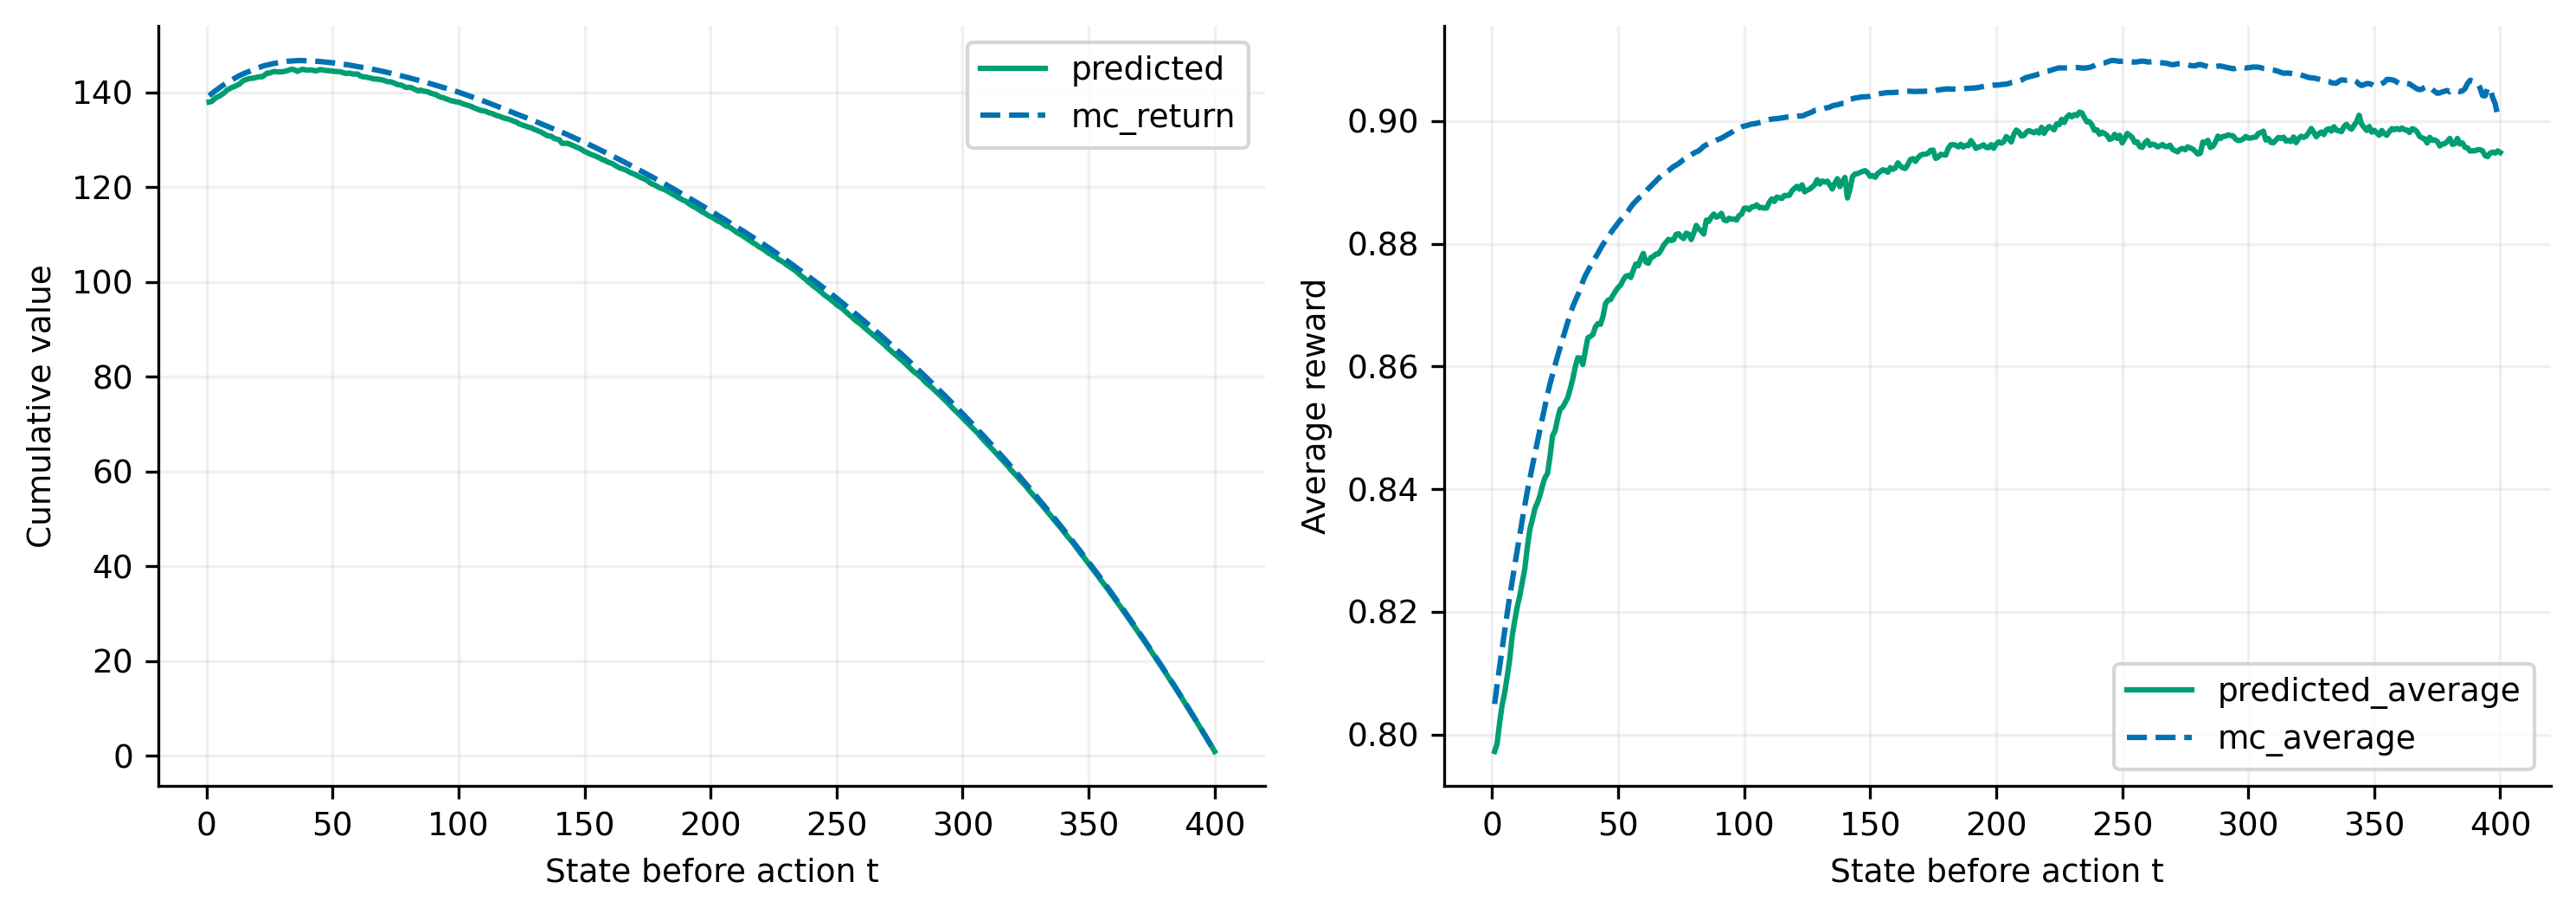 Cumulative value
140
120
100
80
60
40
20
0
0 50 100 150 200 250 300 350 400
State before action t
predicted
mc_return
Average reward
0.90
0.88
0.86
0.84
0.82
0.80
0 50 100 150 200 250 300 350 400
State before action t
predicted_average
mc_average